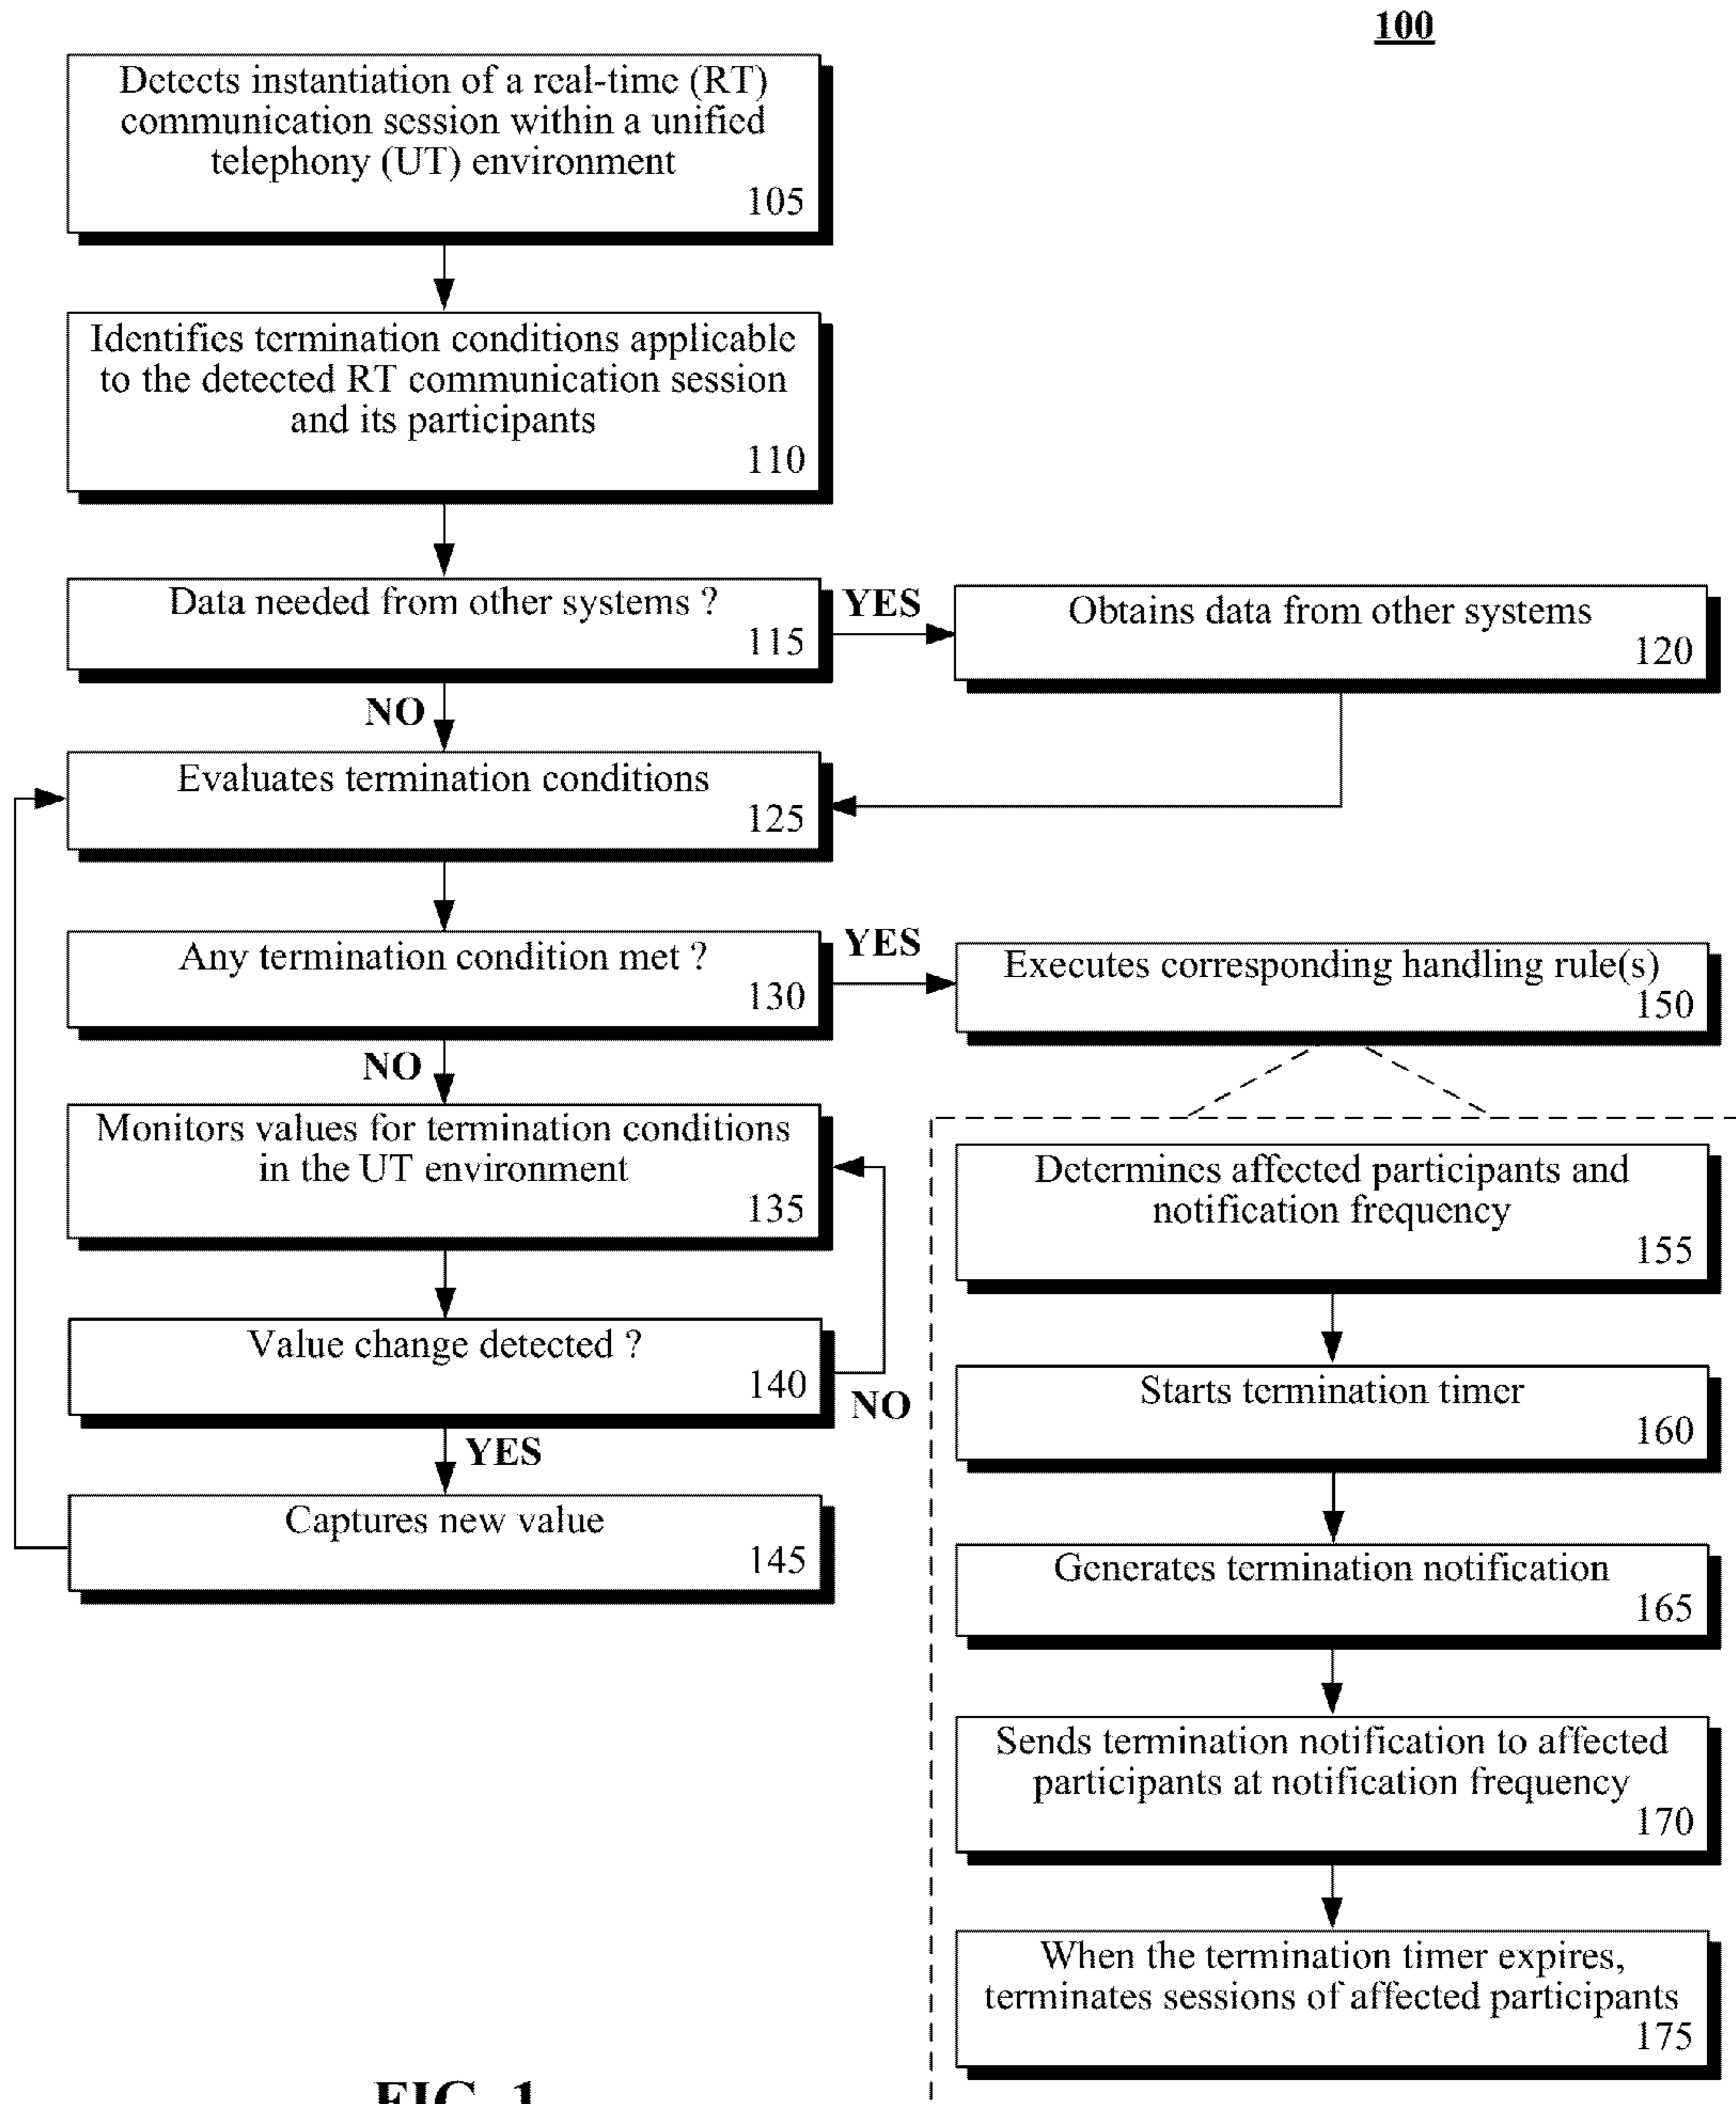 100
Detects instantiation of a real-time (RT)
communication session within a unified
telephony (UT) environment
105
Identifies termination conditions applicable
to the detected RT communication session
and its participants
110
Data needed from other systems ?
115
YES
Obtains data from other systems
120
NO
Evaluates termination conditions
125
Any termination condition met ?
130
YES
Executes corresponding handling rule(s)
150
NO
Monitors values for termination conditions
in the UT environment
135
Value change detected ?
140
NO
YES
Captures new value
145
Determines affected participants and
notification frequency
155
Starts termination timer
160
Generates termination notification
165
Sends termination notification to affected
participants at notification frequency
170
When the termination timer expires,
terminates sessions of affected participants
175
FIG. 1